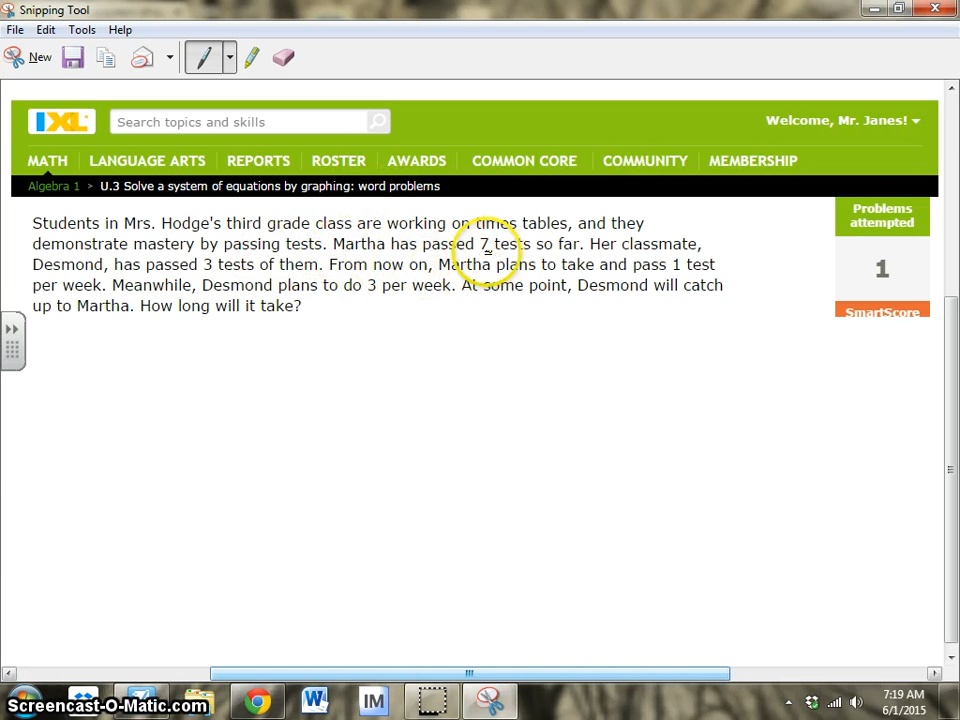 Snipping Tool
File Edit Tools Help
New
IXL
Search topics and skills
Welcome, Mr. Janes!
MATH LANGUAGE ARTS REPORTS ROSTER AWARDS COMMON CORE COMMUNITY MEMBERSHIP
Algebra 1 > U.3 Solve a system of equations by graphing: word problems
Students in Mrs. Hodge's third grade class are working on times tables, and they
demonstrate mastery by passing tests. Martha has passed 7 tests so far. Her classmate,
Desmond, has passed 3 tests of them. From now on, Martha plans to take and pass 1 test
per week. Meanwhile, Desmond plans to do 3 per week. At some point, Desmond will catch
up to Martha. How long will it take?
Problems
attempted
1
SmartScore
IM
7:19 AM
6/1/2015
Screencast-O-Matic.com